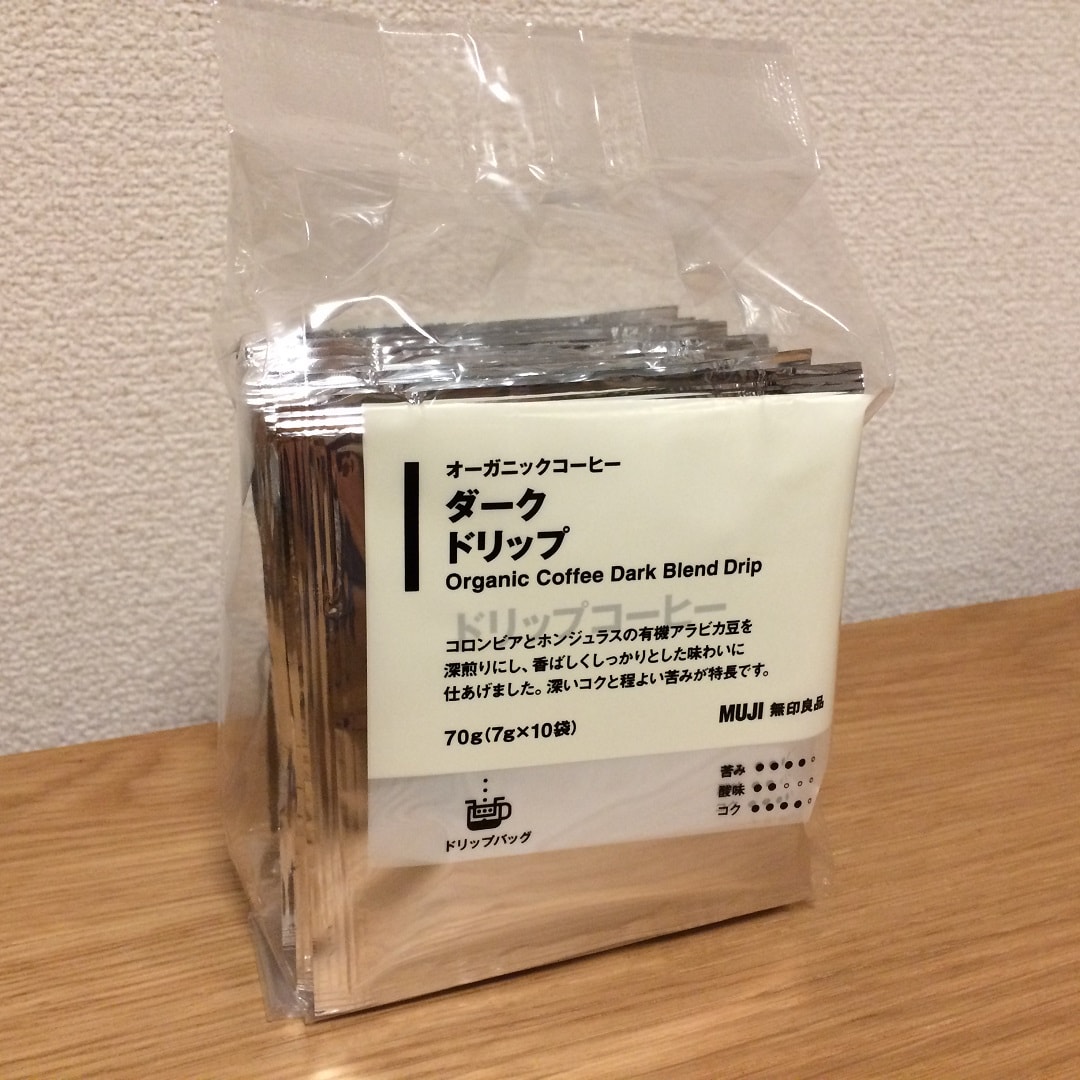 オーガニックコーヒー
ダーク
ドリップ
Organic Coffee Dark Blend Drip
ドリップコーヒー
コロンビアとホンジュラスの有機アラビカ豆を
深煎りにし、香ばしくしっかりとした味わいに
仕あげました。深いコクと程よい苦みが特長です。
70g(7g×10袋)
MUJI 無印良品
苦み ●●●●○
酸味 ●●○○○
コク ●●●●○
ドリップバッグ